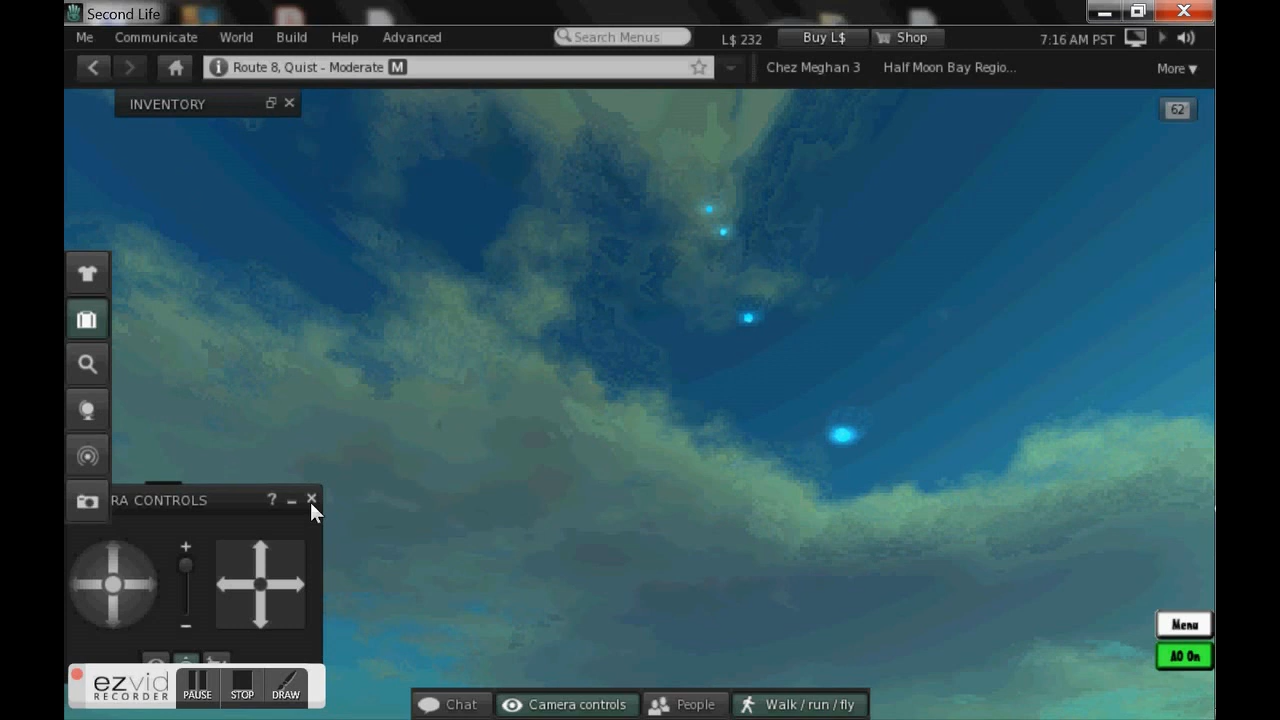 Second Life
Me Communicate World Build Help Advanced Search Menus L$ 232 Buy L$ Shop 7:16 AM PST
Route 8, Quist - Moderate M Chez Meghan 3 Half Moon Bay Regio... More ▼
INVENTORY
62
RA CONTROLS ?
+
−
Menu
AO On
ezvid
RECORDER
PAUSE STOP DRAW
Chat Camera controls People Walk / run / fly